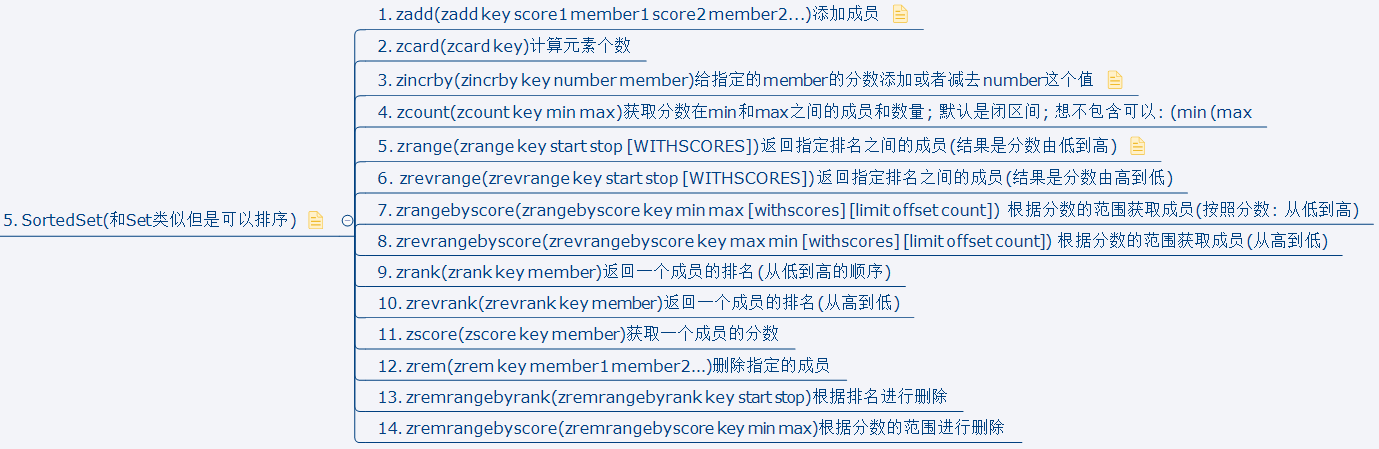 1. zadd(zadd key score1 member1 score2 member2...)添加成员
2. zcard(zcard key)计算元素个数
3. zincrby(zincrby key number member)给指定的member的分数添加或者减去number这个值
4. zcount(zcount key min max)获取分数在min和max之间的成员和数量；默认是闭区间；想不包含可以：(min (max
5. zrange(zrange key start stop [WITHSCORES])返回指定排名之间的成员(结果是分数由低到高)
6. zrevrange(zrevrange key start stop [WITHSCORES])返回指定排名之间的成员(结果是分数由高到低)
7. zrangebyscore(zrangebyscore key min max [withscores] [limit offset count]) 根据分数的范围获取成员(按照分数：从低到高)
5. SortedSet(和Set类似但是可以排序)
8. zrevrangebyscore(zrevrangebyscore key max min [withscores] [limit offset count]) 根据分数的范围获取成员(从高到低)
9. zrank(zrank key member)返回一个成员的排名(从低到高的顺序)
10. zrevrank(zrevrank key member)返回一个成员的排名(从高到低)
11. zscore(zscore key member)获取一个成员的分数
12. zrem(zrem key member1 member2...)删除指定的成员
13. zremrangebyrank(zremrangebyrank key start stop)根据排名进行删除
14. zremrangebyscore(zremrangebyscore key min max)根据分数的范围进行删除